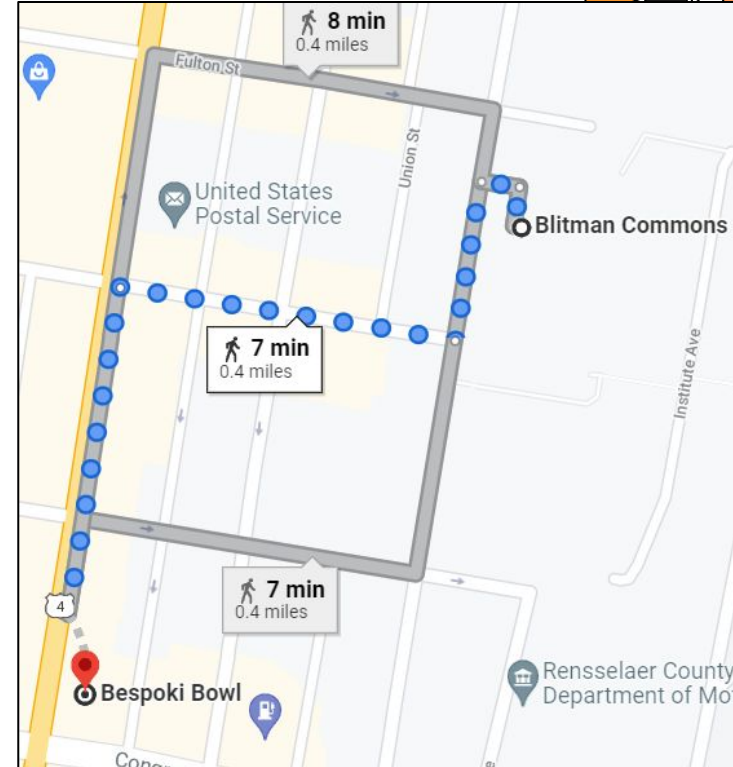 8 min
0.4 miles
Fulton St
Union St
United States
Postal Service
Blitman Commons
7 min
0.4 miles
Institute Ave
7 min
0.4 miles
4
Bespoki Bowl
Rensselaer County
Department of Mo
Cong